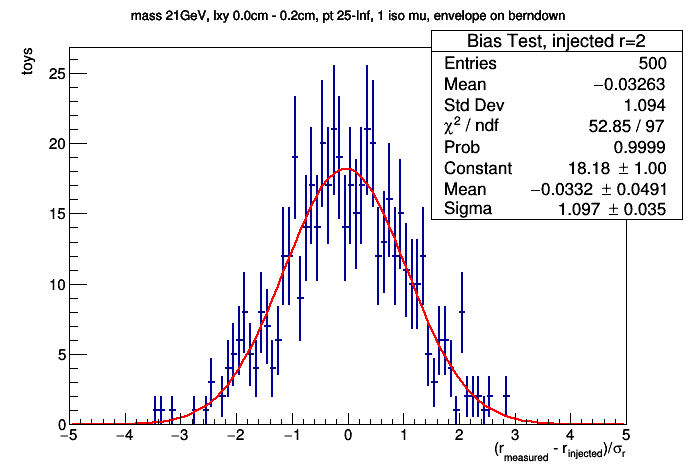 mass 21GeV, lxy 0.0cm - 0.2cm, pt 25-Inf, 1 iso mu, envelope on berndown
Bias Test, injected r=2
Entries 500
Mean −0.03263
Std Dev 1.094
χ² / ndf 52.85 / 97
Prob 0.9999
Constant 18.18 ± 1.00
Mean −0.0332 ± 0.0491
Sigma 1.097 ± 0.035
toys
25
20
15
10
5
0
−5 −4 −3 −2 −1 0 1 2 3 4 5
(r_measured - r_injected)/σ_r